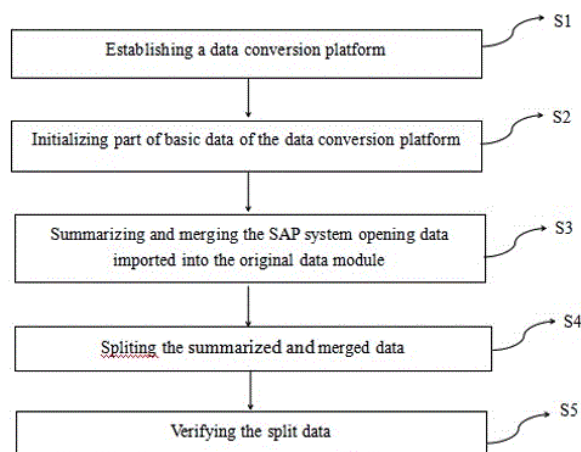 S1
Establishing a data conversion platform
S2
Initializing part of basic data of the data conversion platform
S3
Summarizing and merging the SAP system opening data
imported into the original data module
S4
Spliting the summarized and merged data
S5
Verifying the split data